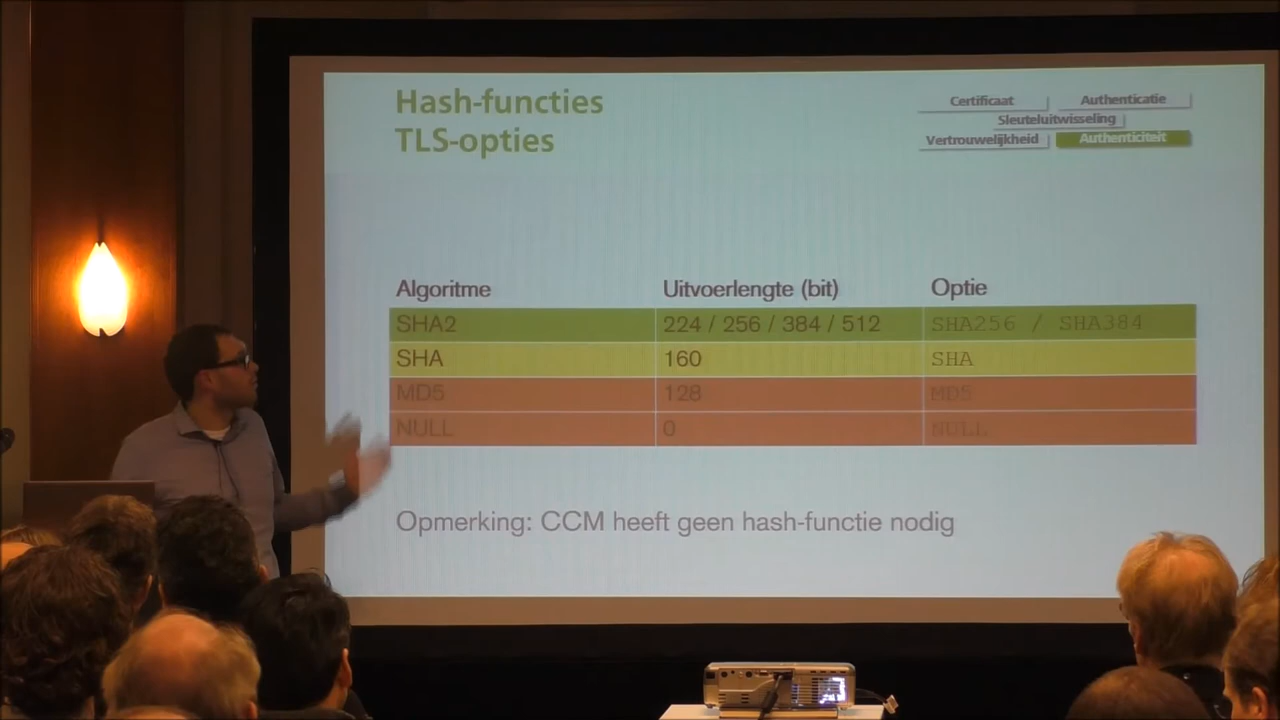 Hash-functies
TLS-opties
Certificaat Authenticatie
Sleuteluitwisseling
Vertrouwelijkheid Authenticiteit
Algoritme Uitvoerlengte (bit) Optie
SHA2 224 / 256 / 384 / 512 SHA256 / SHA384
SHA 160 SHA
MD5 128 MD5
NULL 0 NULL
Opmerking: CCM heeft geen hash-functie nodig